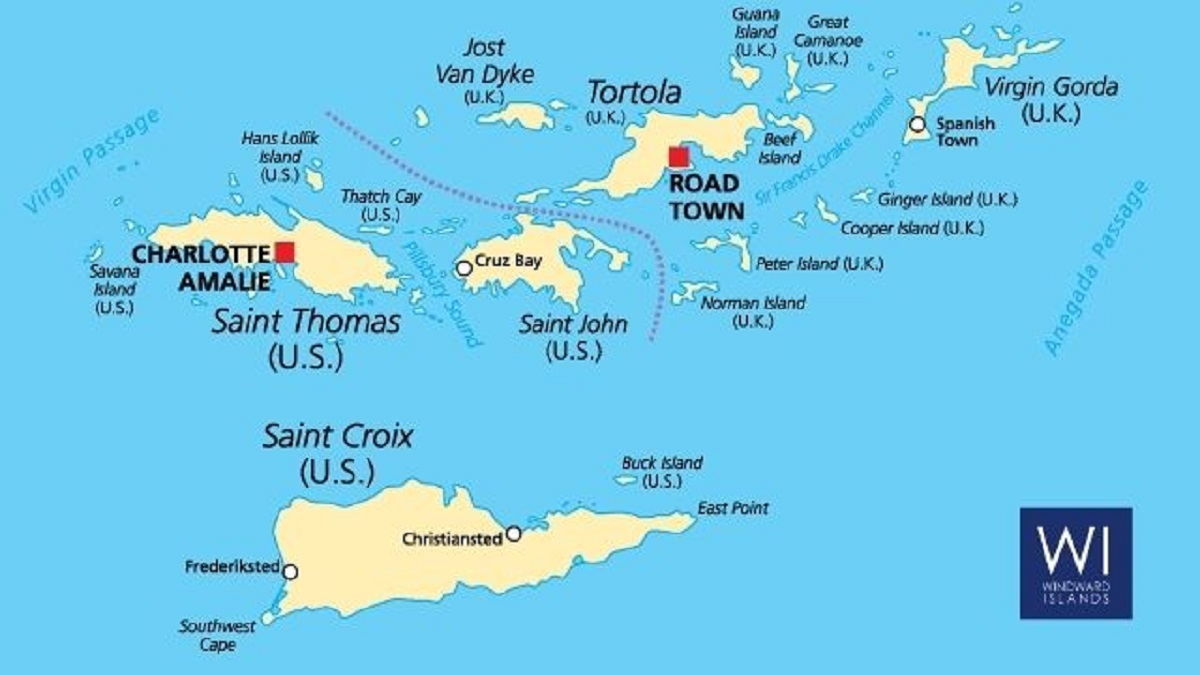 Guana
Island
(U.K.)
Great
Camanoe
(U.K.)
Jost
Van Dyke
(U.K.)
Tortola
(U.K.)
Virgin Gorda
(U.K.)
Virgin Passage
Hans Lollik
Island
(U.S.)
Beef
Island
Spanish
Town
Sir Francis Drake Channel
ROAD
TOWN
Thatch Cay
(U.S.)
Ginger Island (U.K.)
Cooper Island (U.K.)
Anegada Passage
CHARLOTTE
AMALIE
Savana
Island
(U.S.)
Pillsbury Sound
Cruz Bay
Peter Island (U.K.)
Norman Island
(U.K.)
Saint Thomas
(U.S.)
Saint John
(U.S.)
Saint Croix
(U.S.)
Buck Island
(U.S.)
East Point
Christiansted
Frederiksted
Southwest
Cape
WI
WINDWARD
ISLANDS